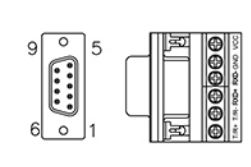 9
5
6
1
T/R+ T/R- RXD+ RXD- GND VCC